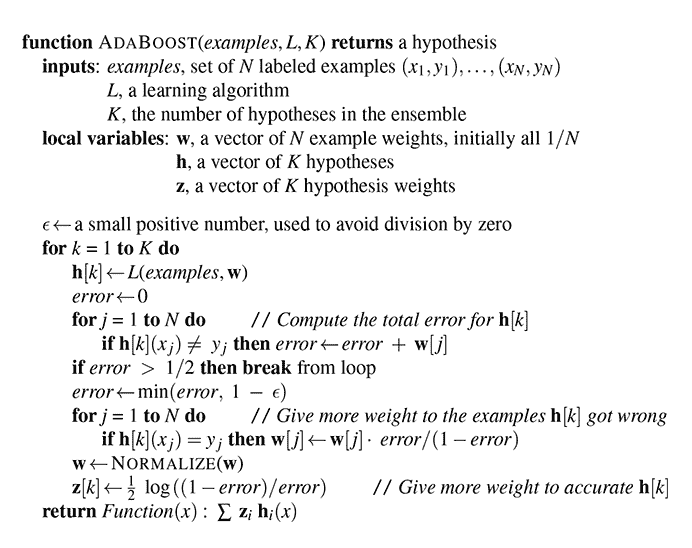 function ADABOOST(examples, L, K) returns a hypothesis
inputs: examples, set of N labeled examples (x1, y1), . . . , (xN, yN)
L, a learning algorithm
K, the number of hypotheses in the ensemble
local variables: w, a vector of N example weights, initially all 1/N
h, a vector of K hypotheses
z, a vector of K hypothesis weights
ϵ ← a small positive number, used to avoid division by zero
for k = 1 to K do
h[k] ← L(examples, w)
error ← 0
for j = 1 to N do // Compute the total error for h[k]
if h[k](xj) ≠ yj then error ← error + w[j]
if error > 1/2 then break from loop
error ← min(error, 1 − ϵ)
for j = 1 to N do // Give more weight to the examples h[k] got wrong
if h[k](xj) = yj then w[j] ← w[j] · error/(1 − error)
w ← NORMALIZE(w)
z[k] ← 1/2 log((1 − error)/error) // Give more weight to accurate h[k]
return Function(x) : ∑ zi hi(x)